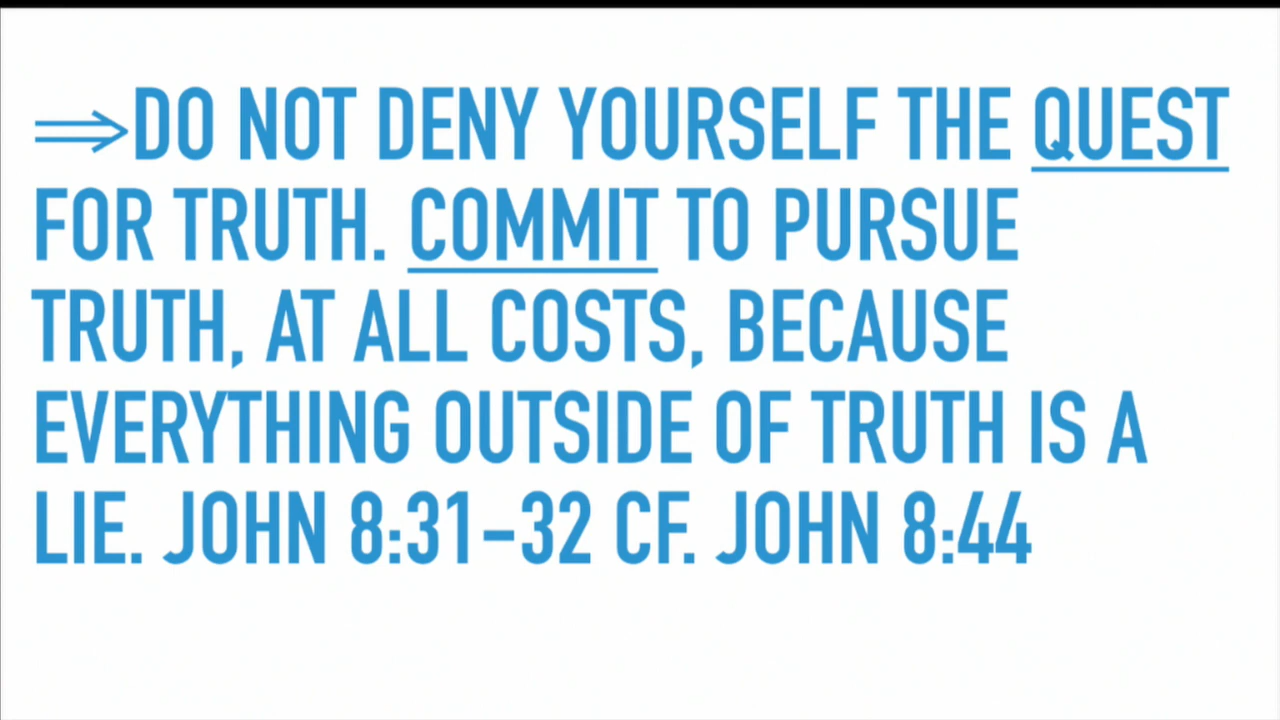 ⇒DO NOT DENY YOURSELF THE QUEST
FOR TRUTH. COMMIT TO PURSUE
TRUTH, AT ALL COSTS, BECAUSE
EVERYTHING OUTSIDE OF TRUTH IS A
LIE. JOHN 8:31–32 CF. JOHN 8:44